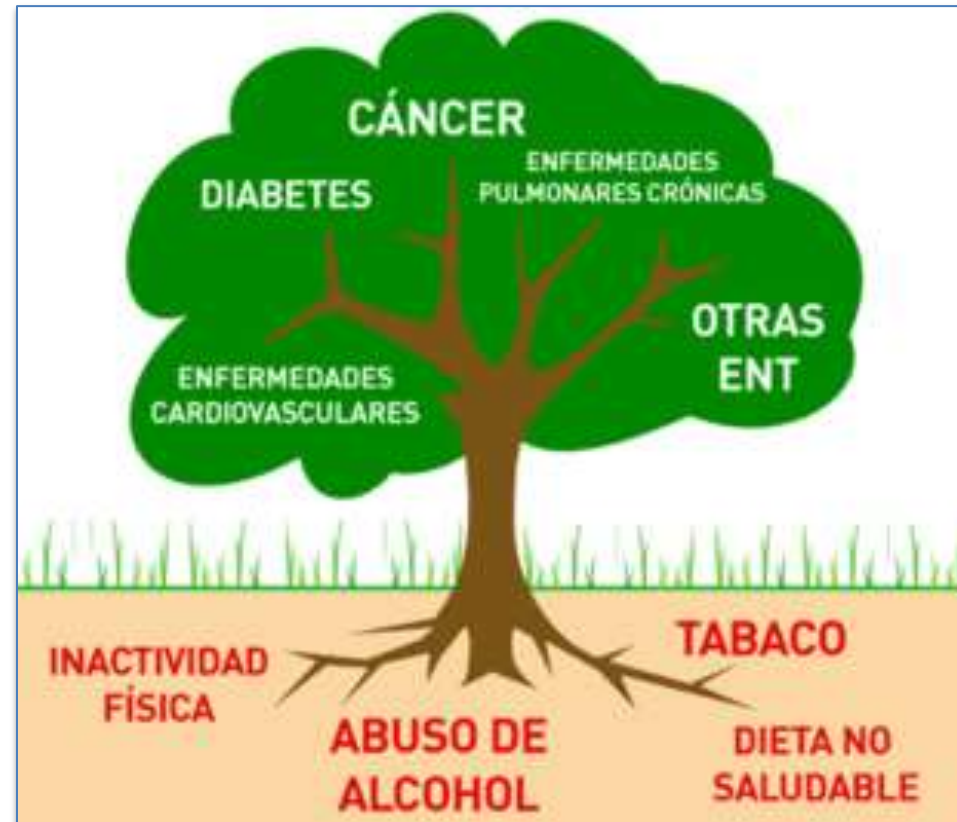 CÁNCER
ENFERMEDADES
PULMONARES CRÓNICAS
DIABETES
OTRAS
ENT
ENFERMEDADES
CARDIOVASCULARES
INACTIVIDAD
FÍSICA
TABACO
ABUSO DE
ALCOHOL
DIETA NO
SALUDABLE